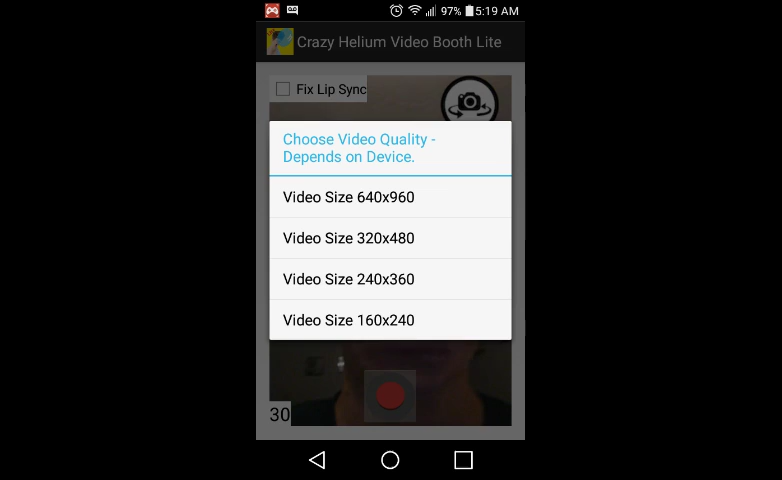 97% 5:19 AM
Crazy Helium Video Booth Lite
Fix Lip Sync
Choose Video Quality -
Depends on Device.
Video Size 640x960
Video Size 320x480
Video Size 240x360
Video Size 160x240
30